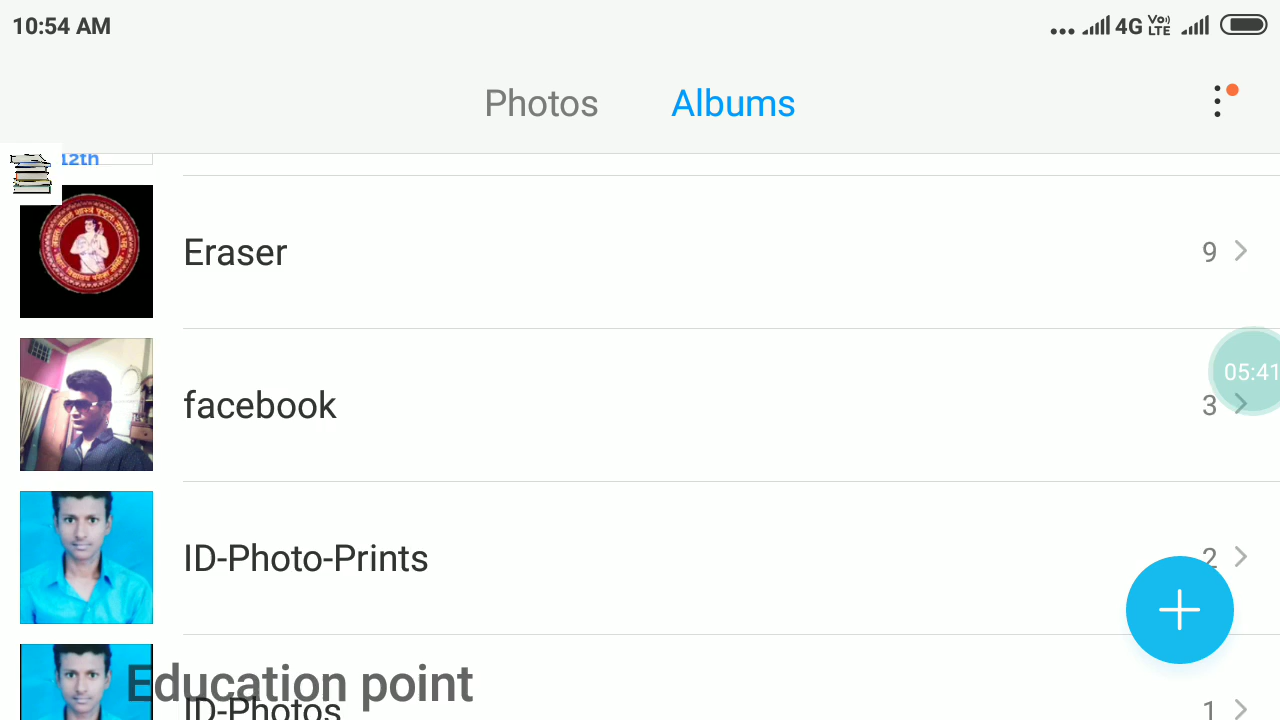 10:54 AM
4G VoLTE
Photos Albums
12th
Eraser 9
facebook 3
05:41
ID-Photo-Prints 2
Education point
ID-Photos 1